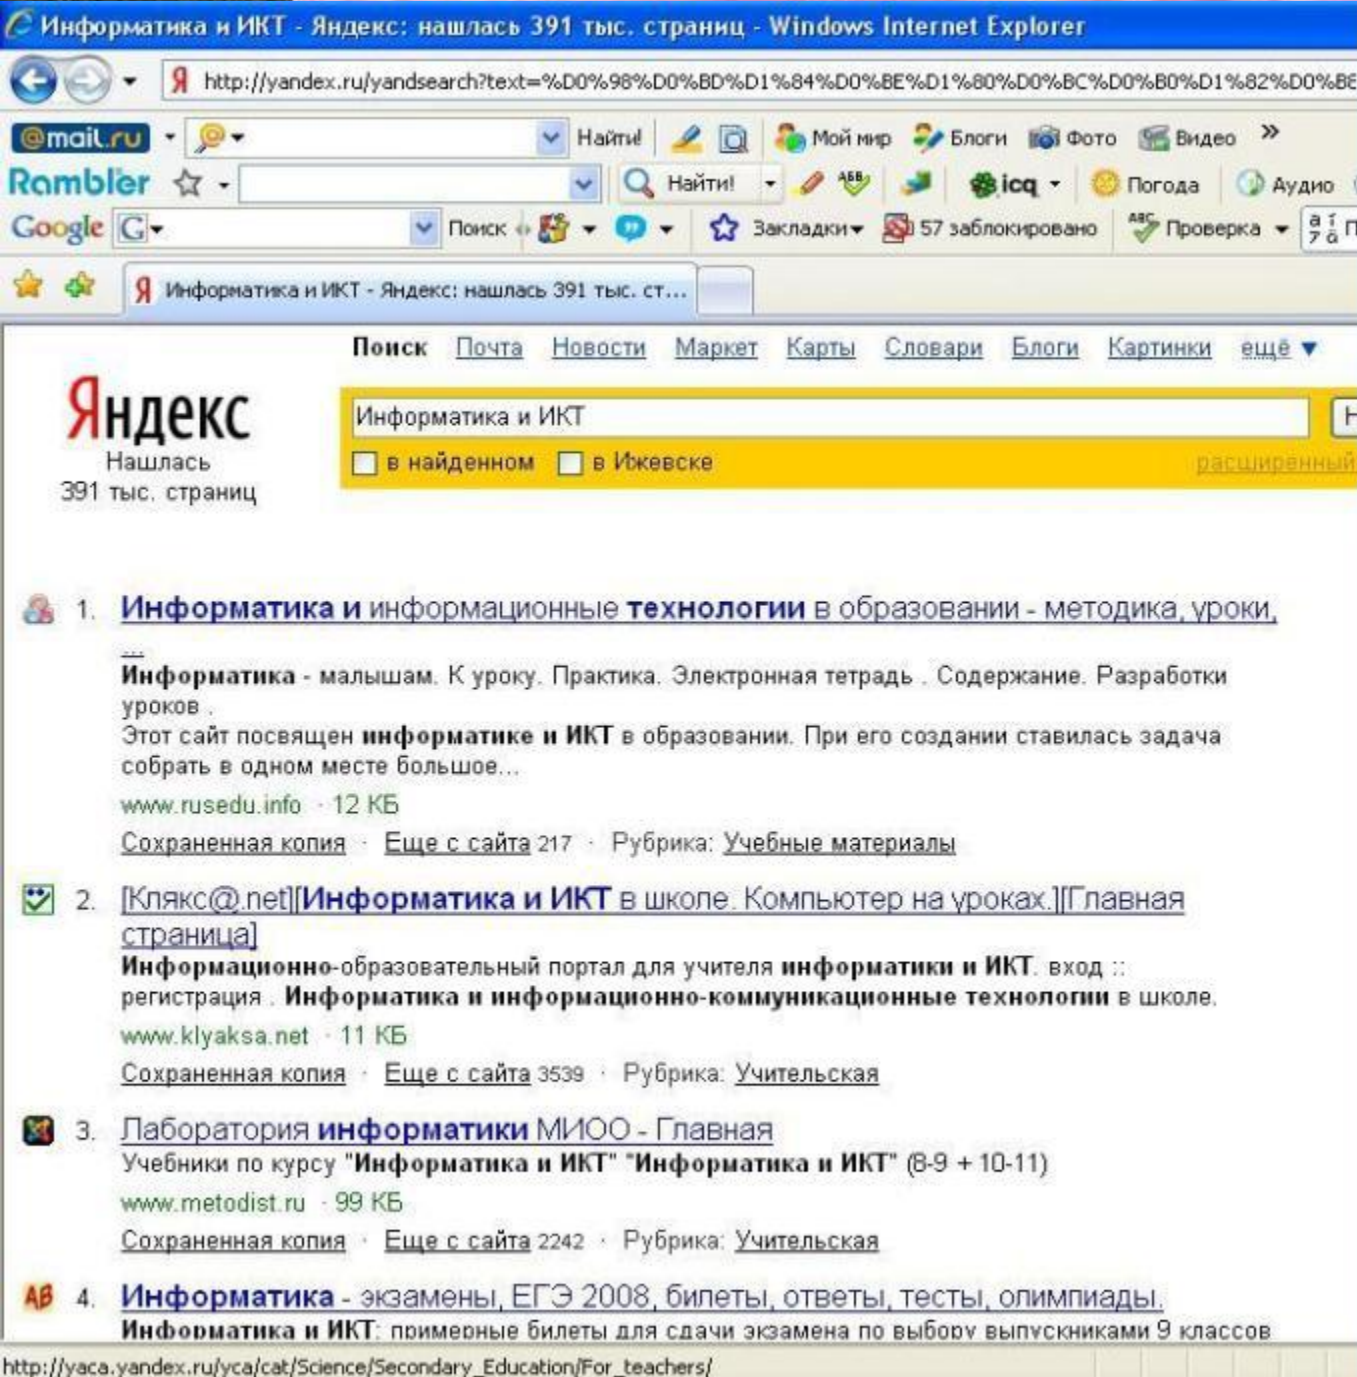 Информатика и ИКТ - Яндекс: нашлась 391 тыс. страниц - Windows Internet Explorer
http://yandex.ru/yandsearch?text=%D0%98%D0%BD%D1%84%D0%BE%D1%80%D0%BC%D0%B0%D1%82%D0%B8
@mail.ru Найти! Мой мир Блоги Фото Видео »
Rambler Найти! АБВ icq Погода Аудио
Google G Поиск 57 заблокировано ABC Проверка
Я Информатика и ИКТ - Яндекс: нашлась 391 тыс. ст...
Поиск Почта Новости Маркет Карты Словари Блоги Картинки ещё ▼
Яндекс
Информатика и ИКТ Н
Нашлась
391 тыс. страниц
в найденном в Ижевске расширенный
1. Информатика и информационные технологии в образовании - методика, уроки,
...
Информатика - малышам. К уроку. Практика. Электронная тетрадь . Содержание. Разработки
уроков .
Этот сайт посвящен информатике и ИКТ в образовании. При его создании ставилась задача
собрать в одном месте большое...
www.rusedu.info · 12 КБ
Сохраненная копия · Еще с сайта 217 · Рубрика: Учебные материалы
2. [Клякс@.net][Информатика и ИКТ в школе. Компьютер на уроках.][Главная
страница]
Информационно-образовательный портал для учителя информатики и ИКТ. вход ::
регистрация . Информатика и информационно-коммуникационные технологии в школе.
www.klyaksa.net · 11 КБ
Сохраненная копия · Еще с сайта 3539 · Рубрика: Учительская
3. Лаборатория информатики МИОО - Главная
Учебники по курсу "Информатика и ИКТ" "Информатика и ИКТ" (8-9 + 10-11)
www.metodist.ru · 99 КБ
Сохраненная копия · Еще с сайта 2242 · Рубрика: Учительская
АВ 4. Информатика - экзамены, ЕГЭ 2008, билеты, ответы, тесты, олимпиады.
Информатика и ИКТ: примерные билеты для сдачи экзамена по выбору выпускниками 9 классов
http://yaca.yandex.ru/yca/cat/Science/Secondary_Education/For_teachers/